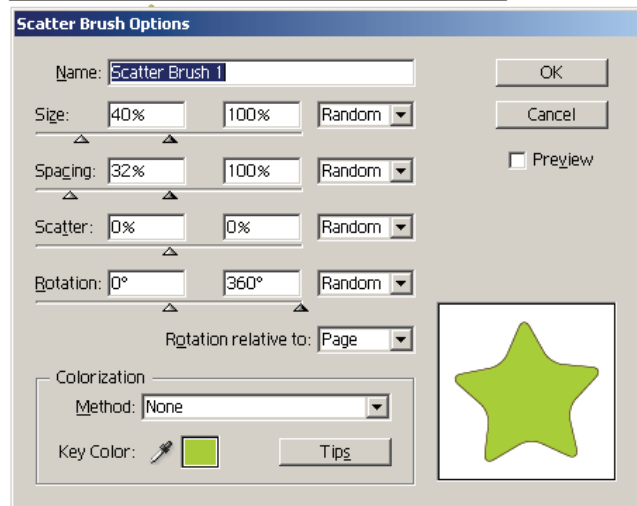 Scatter Brush Options
Name: Scatter Brush 1
OK
Size: 40% 100% Random
Cancel
Preview
Spacing: 32% 100% Random
Scatter: 0% 0% Random
Rotation: 0° 360° Random
Rotation relative to: Page
Colorization
Method: None
Key Color: Tips